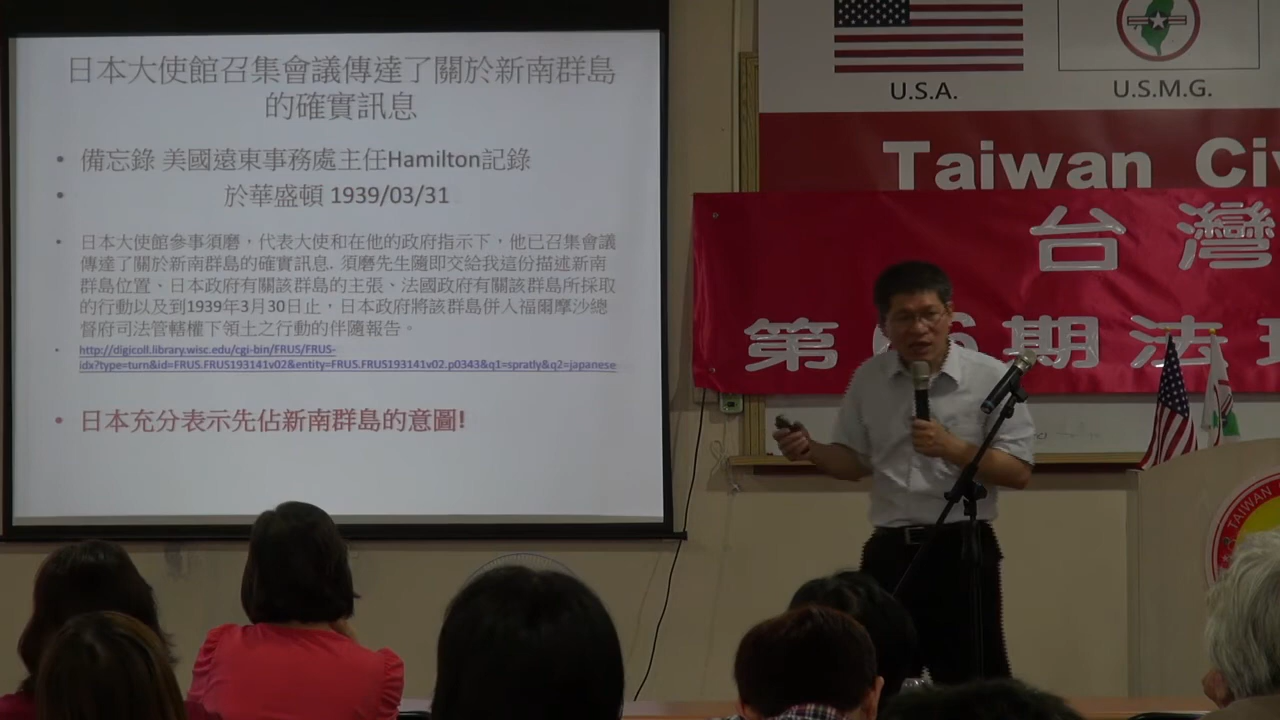 日本大使館召集會議傳達了關於新南群島
的確實訊息
• 備忘錄 美國遠東事務處主任Hamilton記錄
• 於華盛頓 1939/03/31
• 日本大使館參事須磨，代表大使和在他的政府指示下，他已召集會議
傳達了關於新南群島的確實訊息. 須磨先生隨即交給我這份描述新南
群島位置、日本政府有關該群島的主張、法國政府有關該群島所採取
的行動以及到1939年3月30日止，日本政府將該群島併入福爾摩沙總
督府司法管轄權下領土之行動的伴隨報告。
• http://digicoll.library.wisc.edu/cgi-bin/FRUS/FRUS-
idx?type=turn&id=FRUS.FRUS193141v02&entity=FRUS.FRUS193141v02.p0343&q1=spratly&q2=japanese
• 日本充分表示先佔新南群島的意圖!
U.S.A.
U.S.M.G.
Taiwan Civ
台灣
第 6期法理
TAIWAN